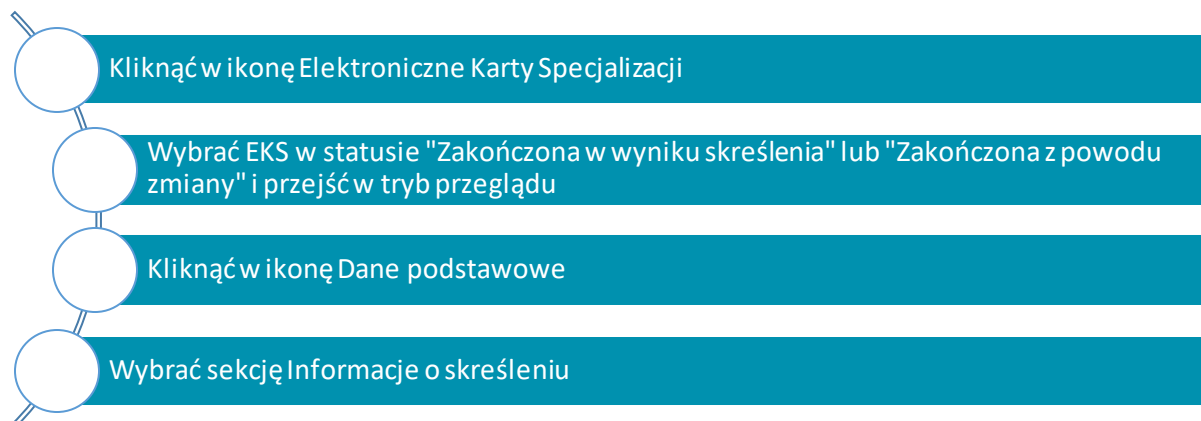 Kliknąć w ikonę Elektroniczne Karty Specjalizacji
Wybrać EKS w statusie "Zakończona w wyniku skreślenia" lub "Zakończona z powodu
zmiany" i przejść w tryb przeglądu
Kliknąć w ikonę Dane podstawowe
Wybrać sekcję Informacje o skreśleniu